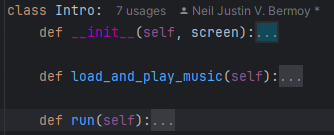 class Intro: 7 usages Neil Justin V. Bermoy *
def __init__(self, screen):...
def load_and_play_music(self):...
def run(self):...